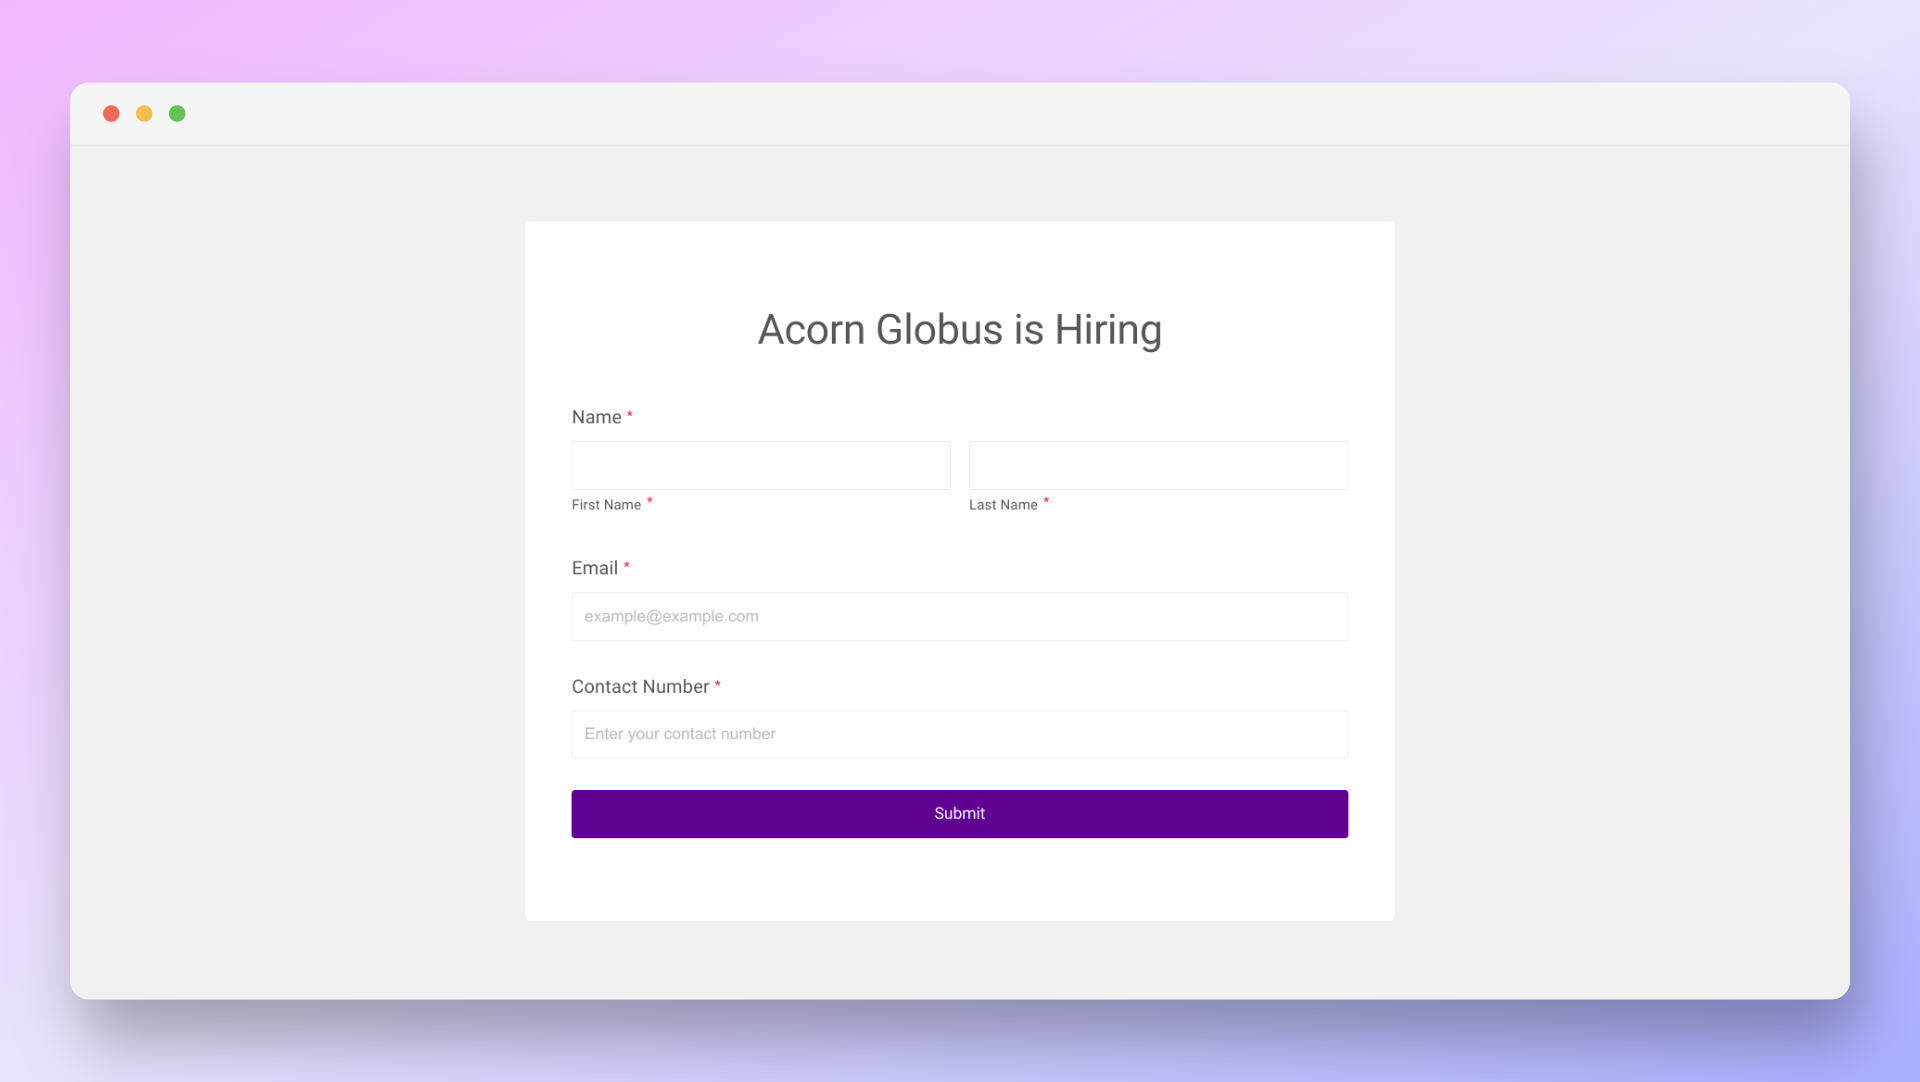 Acorn Globus is Hiring
Name *
First Name * Last Name *
Email *
example@example.com
Contact Number *
Enter your contact number
Submit